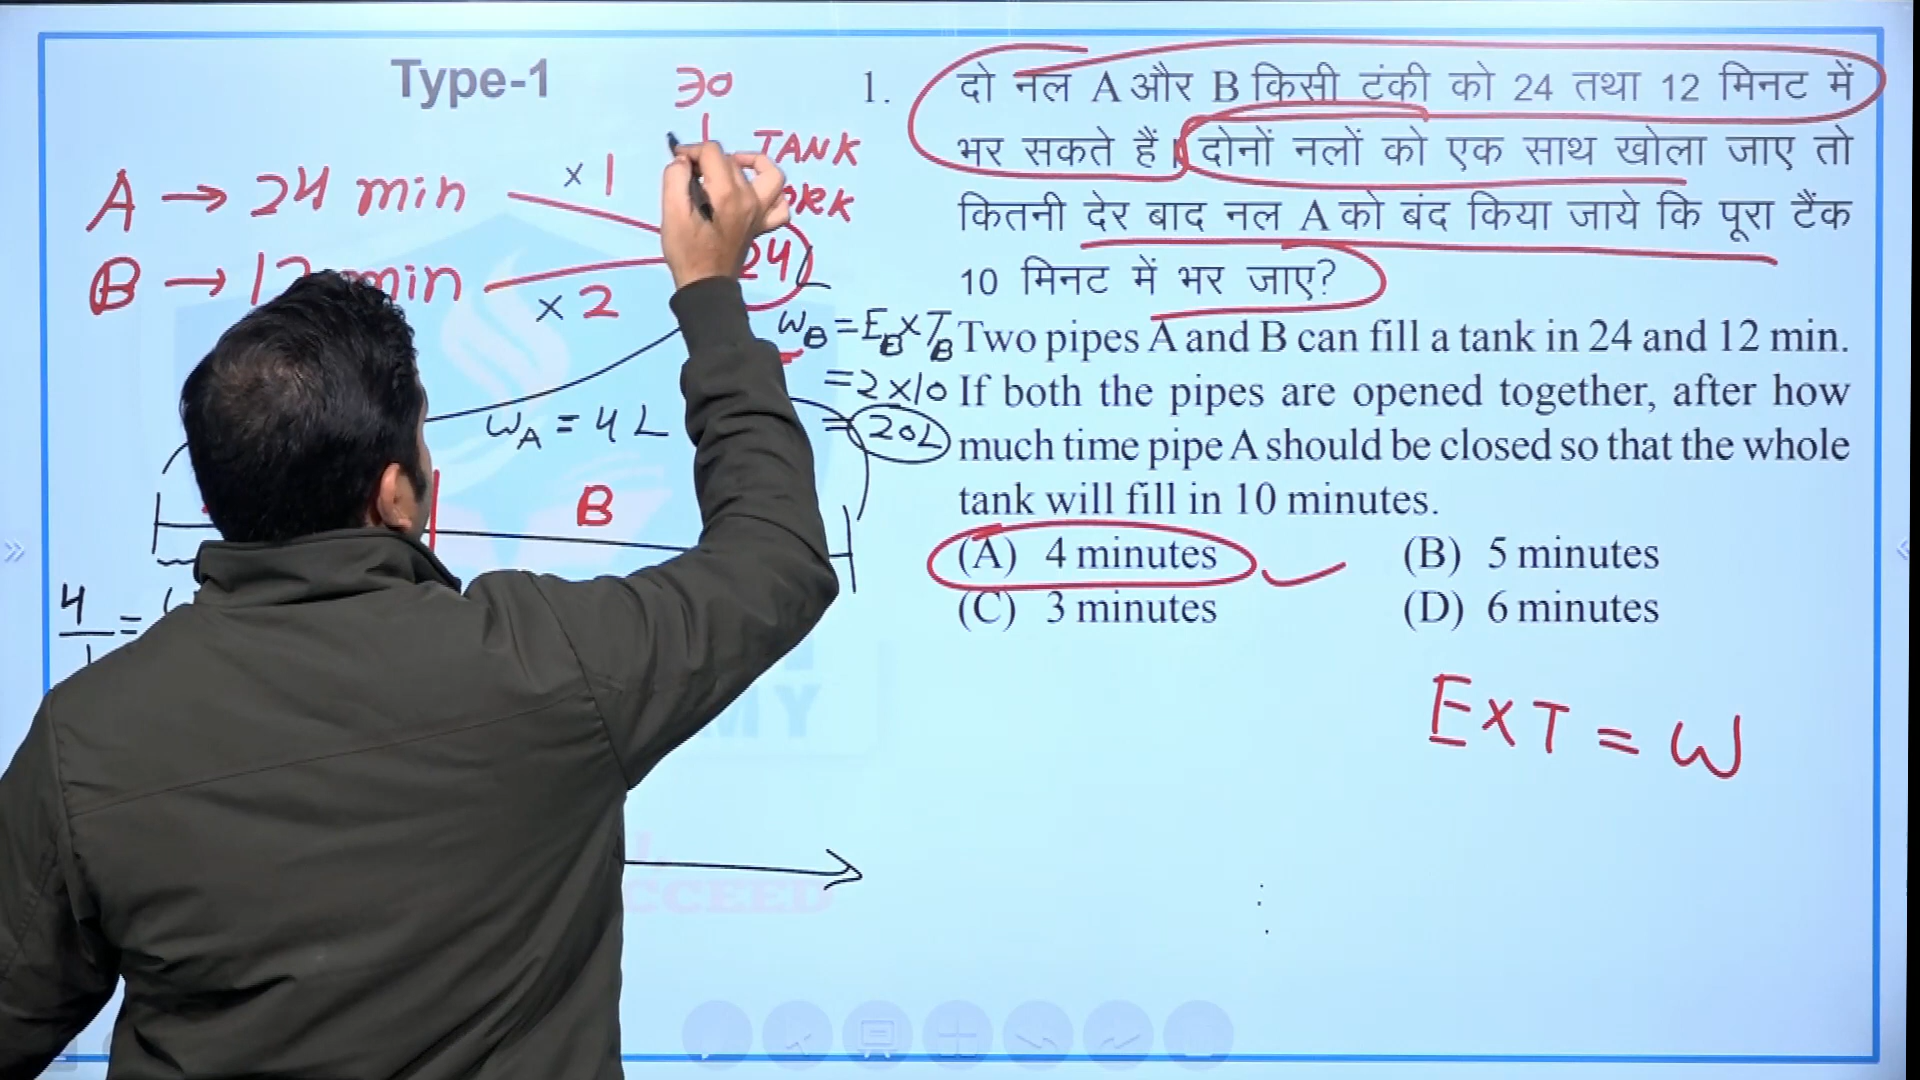 Type-1
30
TANK
A → 24 min × 1
B → 12 min × 2
24L
W_B = E_B × T_B
= 2 × 10
= 20L
W_A = 4 L
B
4
1. दो नल A और B किसी टंकी को 24 तथा 12 मिनट में
भर सकते हैं। दोनों नलों को एक साथ खोला जाए तो
कितनी देर बाद नल A को बंद किया जाये कि पूरा टैंक
10 मिनट में भर जाए?
Two pipes A and B can fill a tank in 24 and 12 min.
If both the pipes are opened together, after how
much time pipe A should be closed so that the whole
tank will fill in 10 minutes.
(A) 4 minutes (B) 5 minutes
(C) 3 minutes (D) 6 minutes
E × T = W